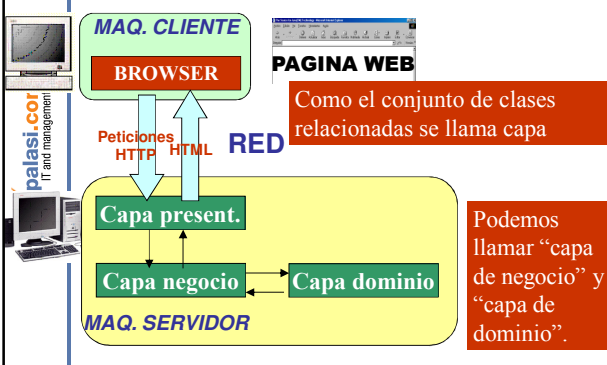 MAQ. CLIENTE
BROWSER
PAGINA WEB
Como el conjunto de clases
relacionadas se llama capa
Peticiones
HTTP
HTML
RED
palasi.com
IT and management
Capa present.
Capa negocio
Capa dominio
MAQ. SERVIDOR
Podemos
llamar “capa
de negocio” y
“capa de
dominio”.